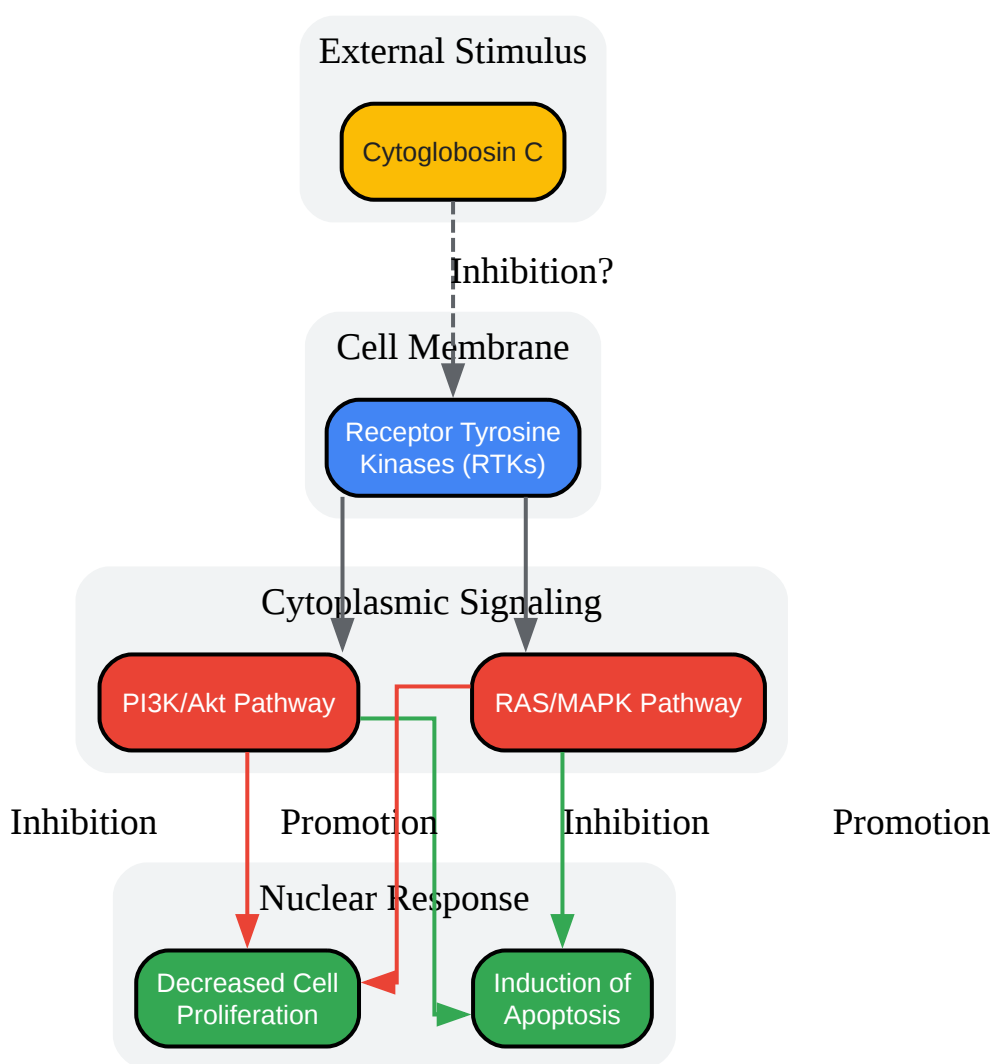 External Stimulus
Cytoglobosin C
Inhibition?
Cell Membrane
Receptor Tyrosine
Kinases (RTKs)
Cytoplasmic Signaling
PI3K/Akt Pathway
RAS/MAPK Pathway
Inhibition
Promotion
Inhibition
Promotion
Nuclear Response
Decreased Cell
Proliferation
Induction of
Apoptosis